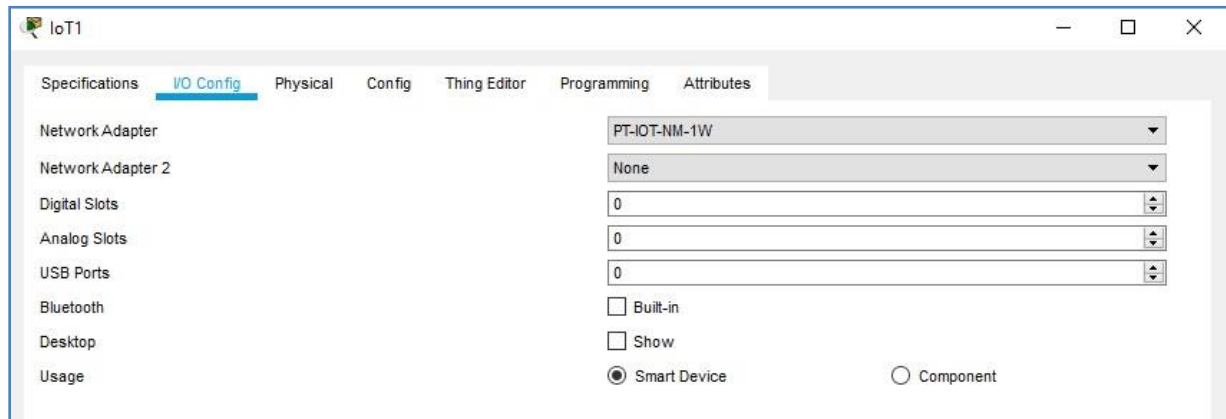 IoT1
Specifications I/O Config Physical Config Thing Editor Programming Attributes
Network Adapter PT-IOT-NM-1W
Network Adapter 2 None
Digital Slots 0
Analog Slots 0
USB Ports 0
Bluetooth Built-in
Desktop Show
Usage Smart Device Component